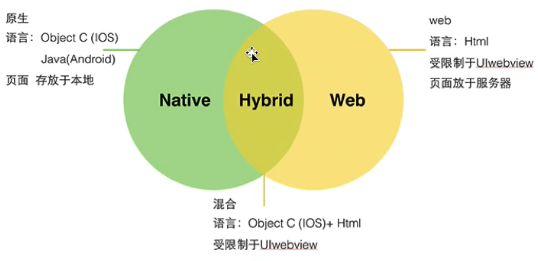 原生
语言：Object C (IOS)
Java(Android)
页面 存放于本地
web
语言：Html
受限制于UIwebview
页面放于服务器
Native
Hybrid
Web
混合
语言：Object C (IOS)+ Html
受限制于UIwebview